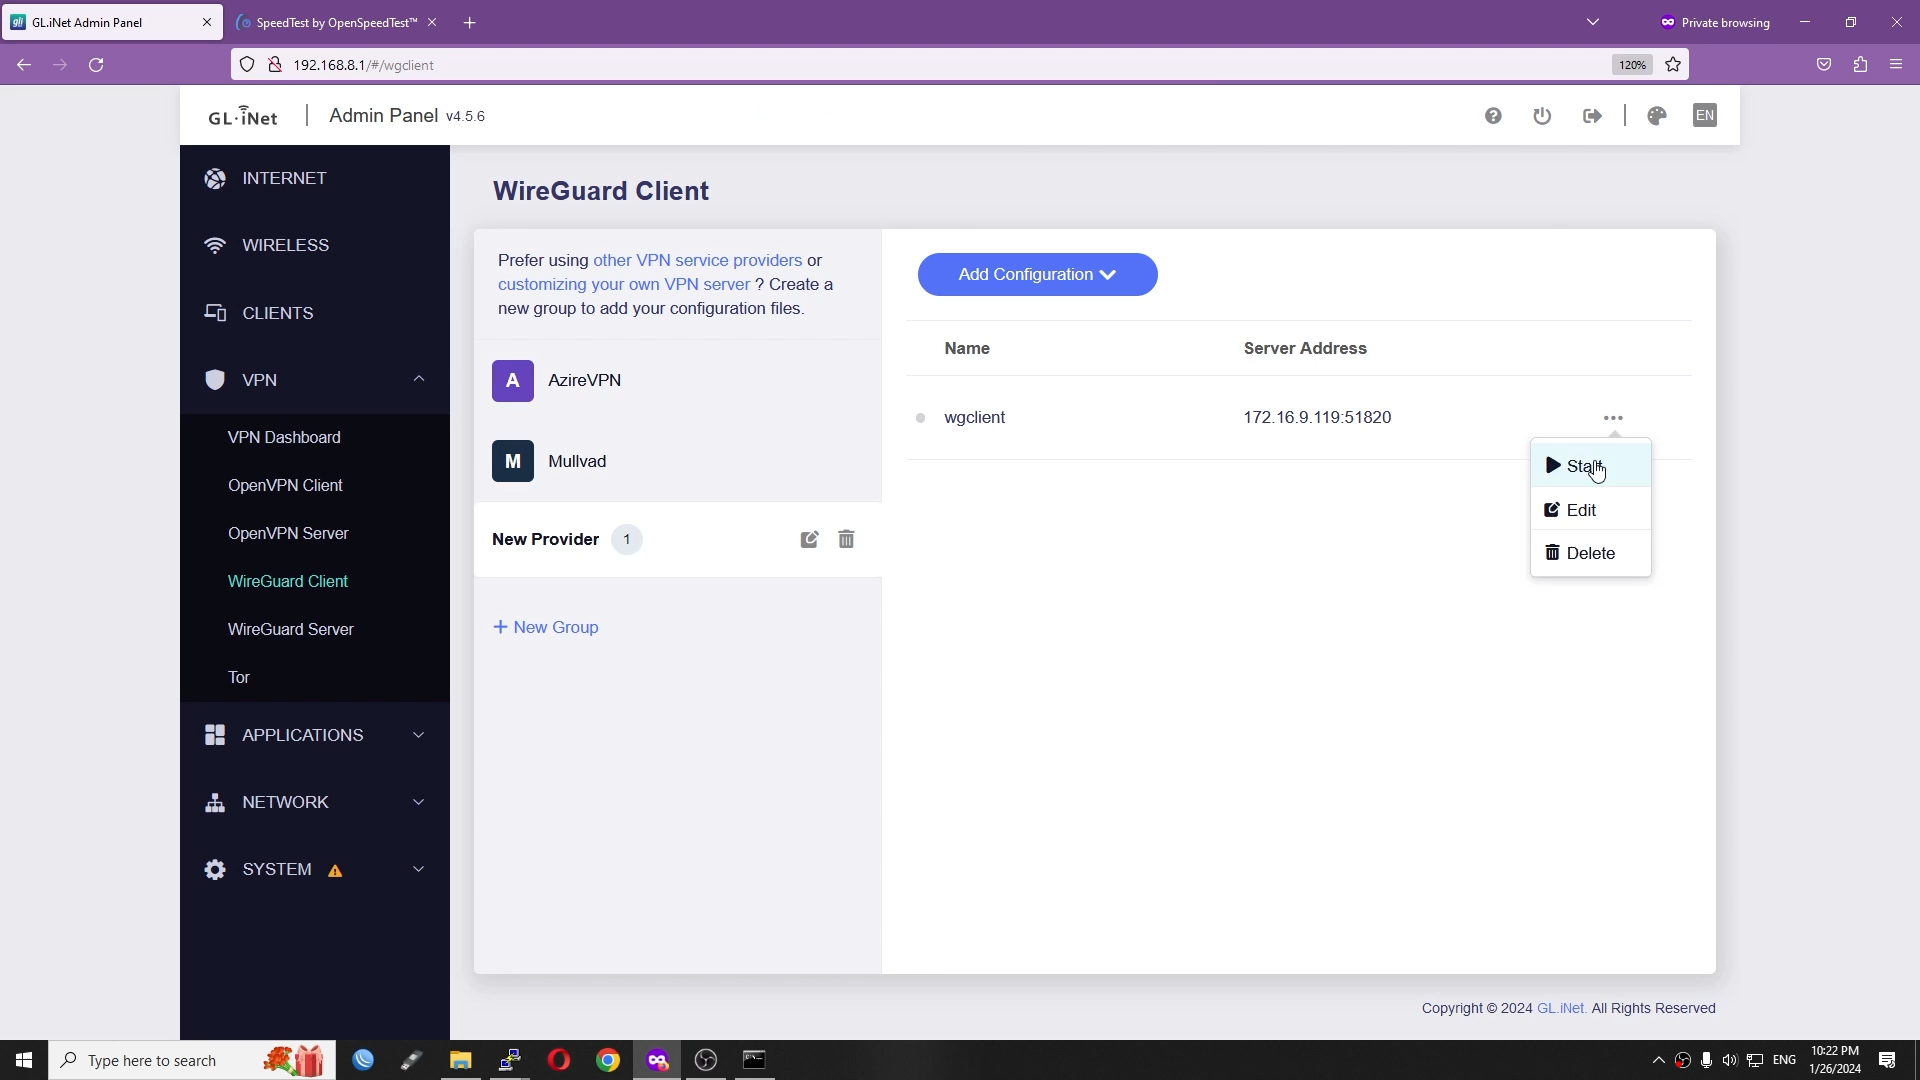 GL.iNet Admin Panel
SpeedTest by OpenSpeedTest™
Private browsing
192.168.8.1/#/wgclient
120%
GL·iNet
Admin Panel v4.5.6
EN
INTERNET
WIRELESS
CLIENTS
VPN
VPN Dashboard
OpenVPN Client
OpenVPN Server
WireGuard Client
WireGuard Server
Tor
APPLICATIONS
NETWORK
SYSTEM
WireGuard Client
Prefer using other VPN service providers or
customizing your own VPN server ? Create a
new group to add your configuration files.
A AzireVPN
M Mullvad
New Provider 1
+ New Group
Add Configuration
Name Server Address
wgclient 172.16.9.119:51820
Start
Edit
Delete
Copyright © 2024 GL.iNet. All Rights Reserved
Type here to search
ENG
10:22 PM
1/26/2024